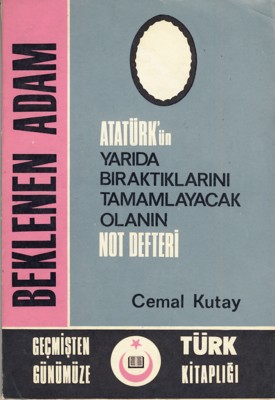 BEKLENEN ADAM
ATATÜRK'ün
YARIDA
BIRAKTIKLARINI
TAMAMLAYACAK
OLANIN
NOT DEFTERİ
Cemal Kutay
GEÇMİŞTEN
GÜNÜMÜZE
TÜRK
KİTAPLIĞI